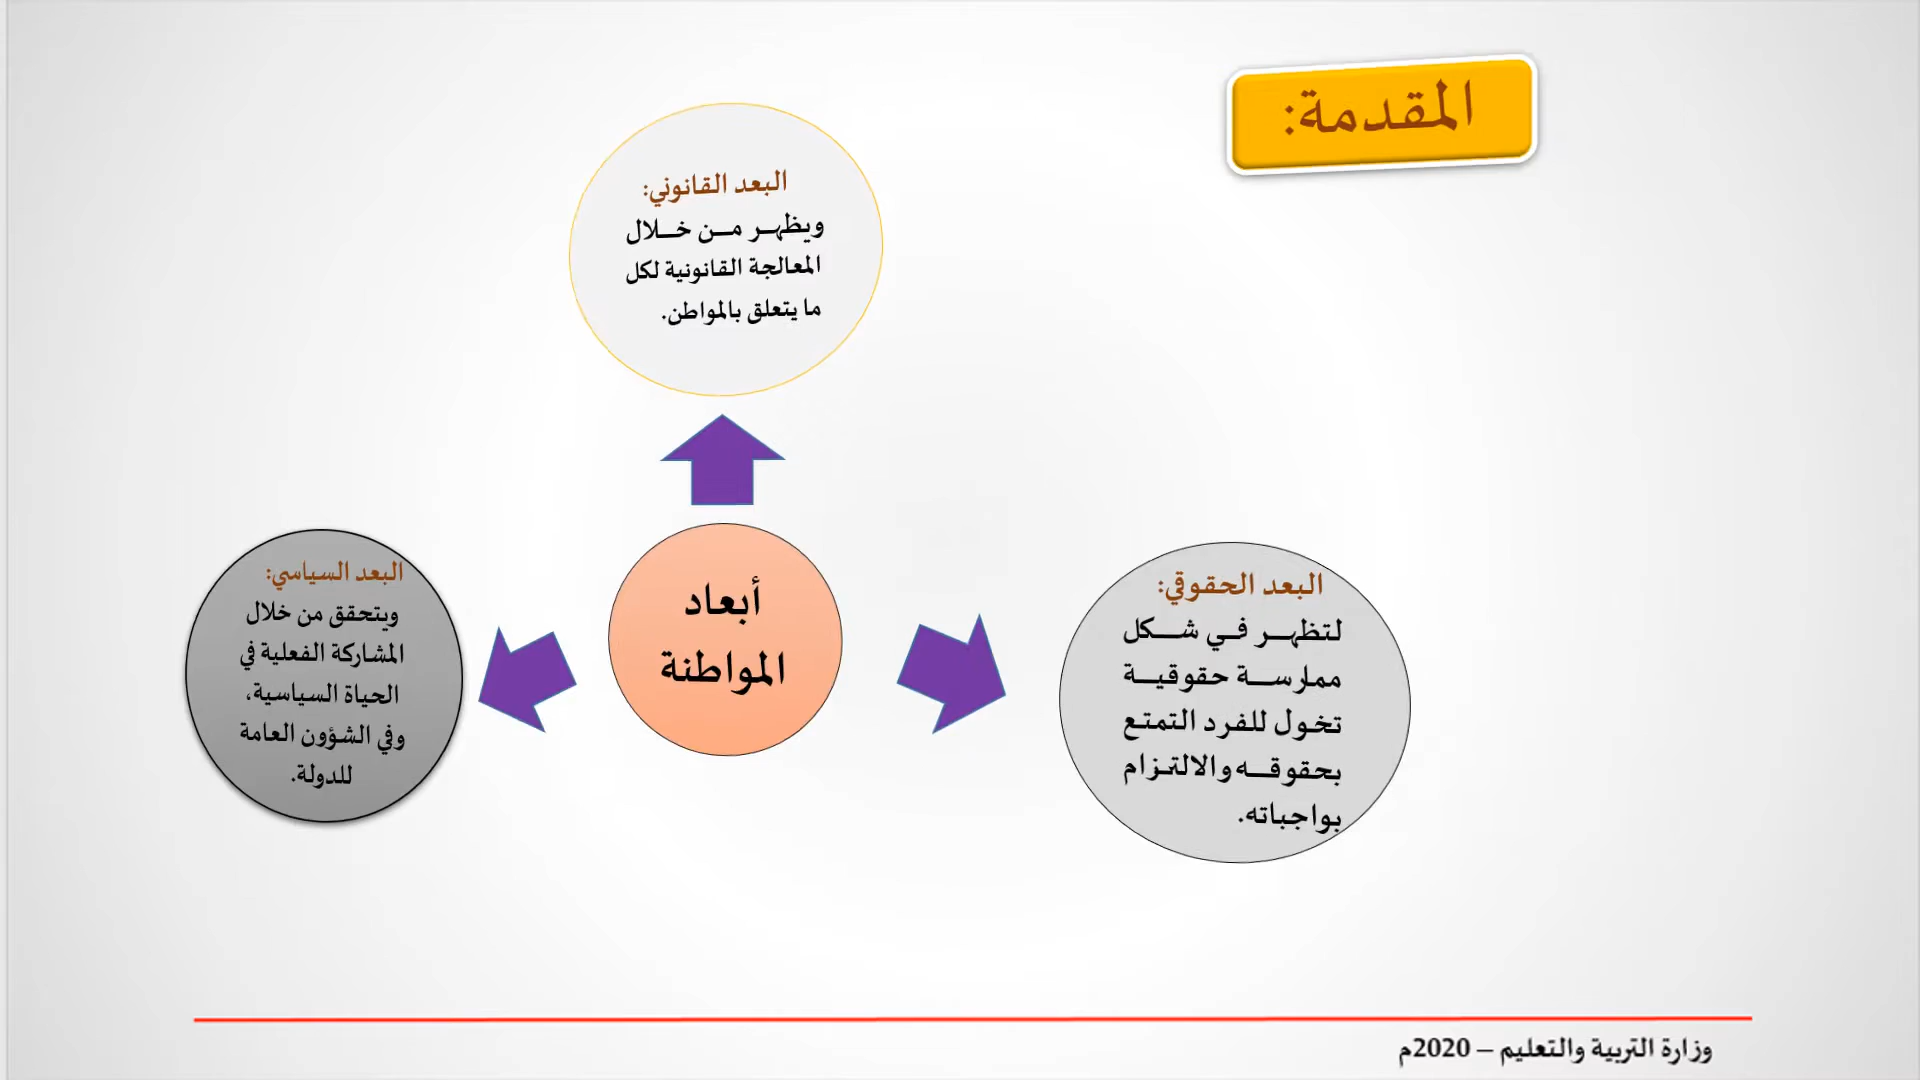 المقدمة:
البعد القانوني:
ويظهر من خلال
المعالجة القانونية لكل
ما يتعلق بالمواطن.
أبعاد
المواطنة
البعد الحقوقي:
لتظهر في شكل
ممارسة حقوقية
تخول للفرد التمتع
بحقوقه والالتزام
بواجباته.
البعد السياسي:
ويتحقق من خلال
المشاركة الفعلية في
الحياة السياسية،
وفي الشؤون العامة
للدولة.
وزارة التربية والتعليم – 2020م